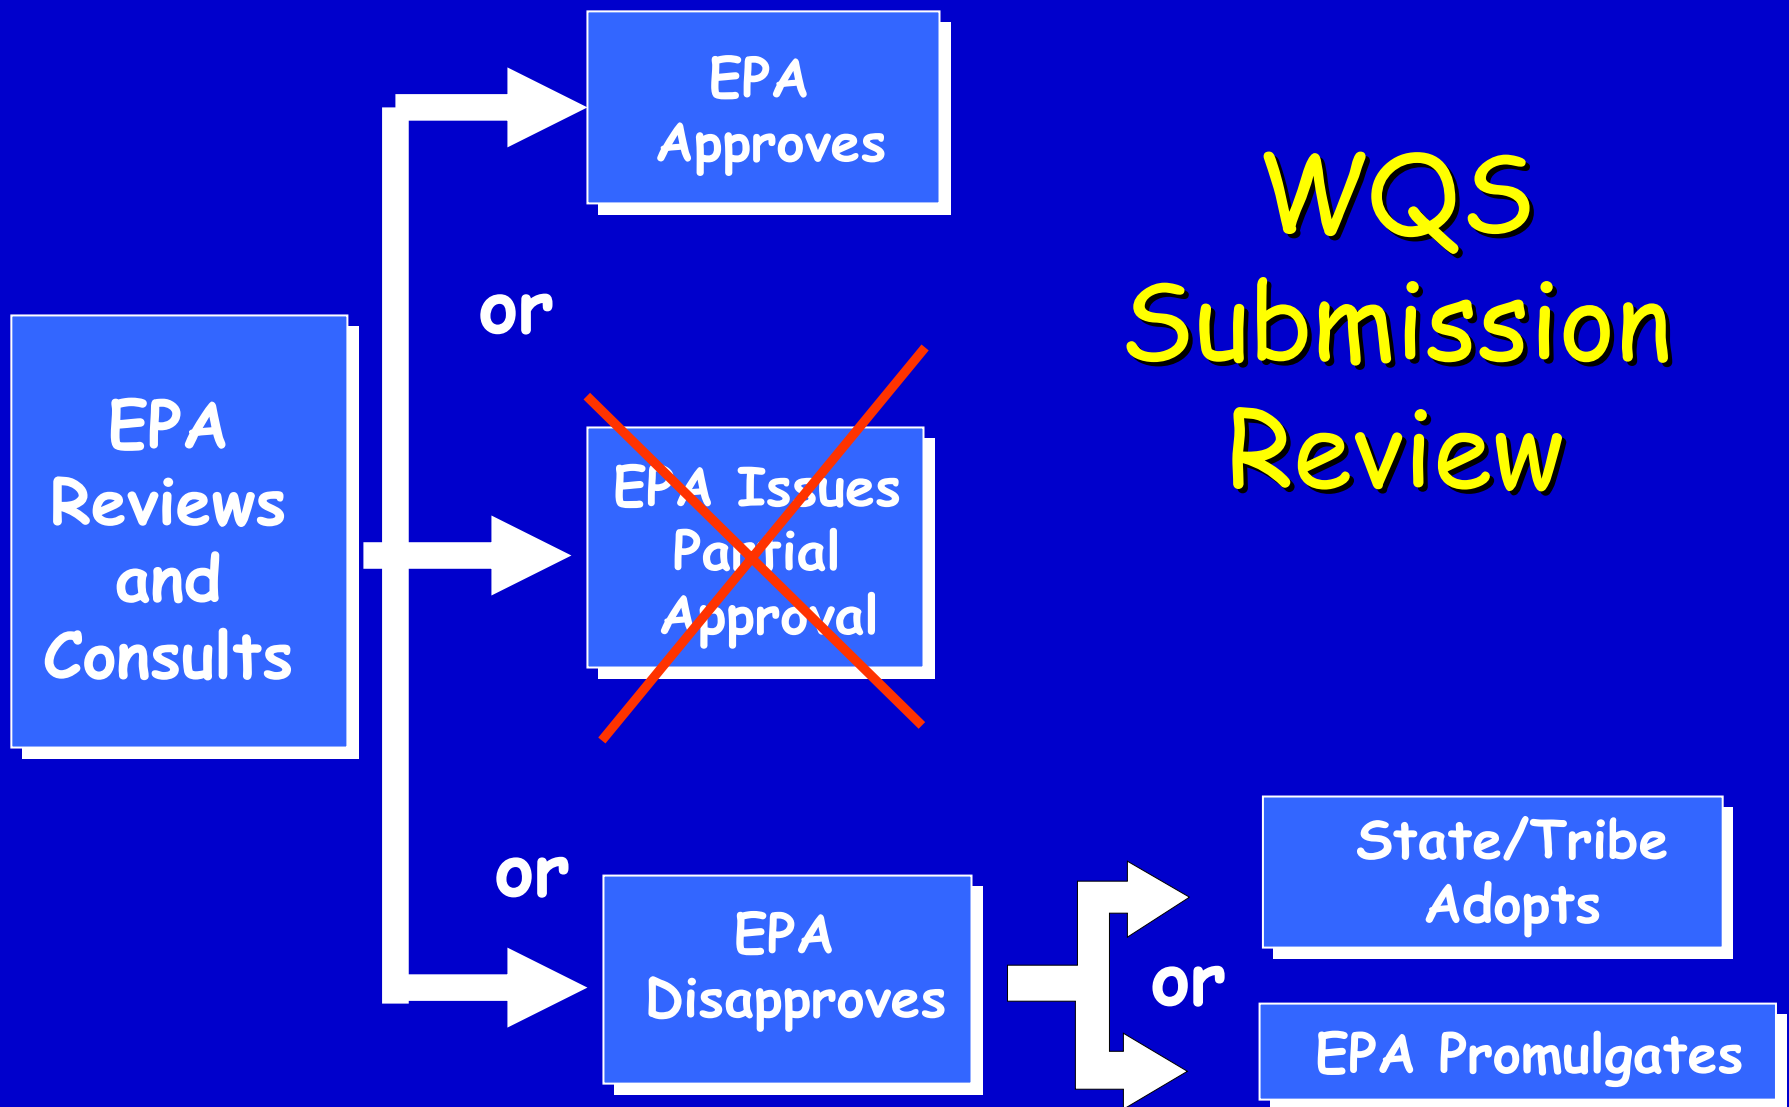 EPA
Approves
WQS
Submission
Review
or
EPA
Reviews
and
Consults
EPA Issues
Partial
Approval
or
EPA
Disapproves
State/Tribe
Adopts
or
EPA Promulgates